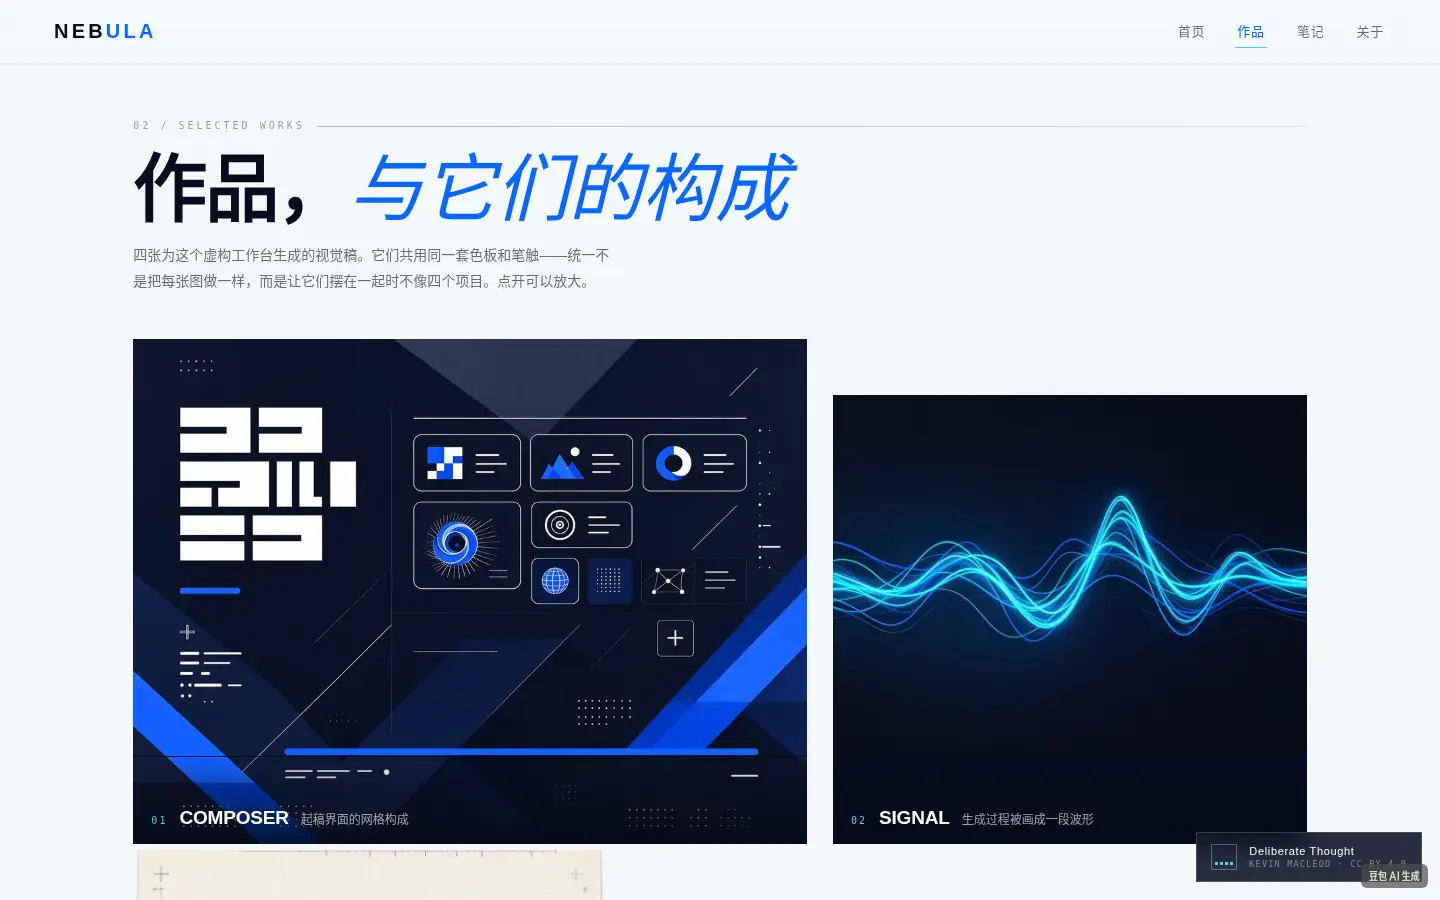 NEBULA
首页 作品 笔记 关于
02 / SELECTED WORKS
作品，与它们的构成
四张为这个虚构工作台生成的视觉稿。它们共用同一套色板和笔触——统一不
是把每张图做一样，而是让它们摆在一起时不像四个项目。点开可以放大。
01 COMPOSER 起稿界面的网格构成
02 SIGNAL 生成过程被画成一段波形
Deliberate Thought
KEVIN MACLEOD · CC BY 4.0
豆包AI生成